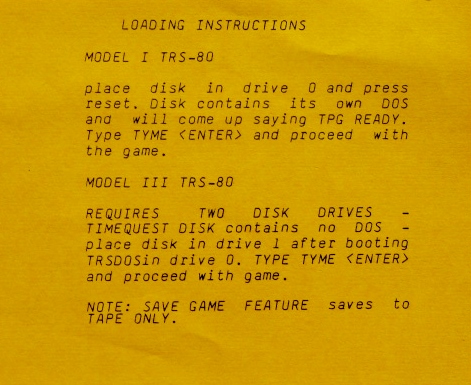 LOADING INSTRUCTIONS
MODEL I TRS-80
place disk in drive 0 and press
reset. Disk contains its own DOS
and will come up saying TPG READY.
Type TYME <ENTER> and proceed with
the game.
MODEL III TRS-80
REQUIRES TWO DISK DRIVES -
TIMEQUEST DISK contains no DOS -
place disk in drive 1 after booting
TRSDOSin drive 0. TYPE TYME <ENTER>
and proceed with game.
NOTE: SAVE GAME FEATURE saves to
TAPE ONLY.